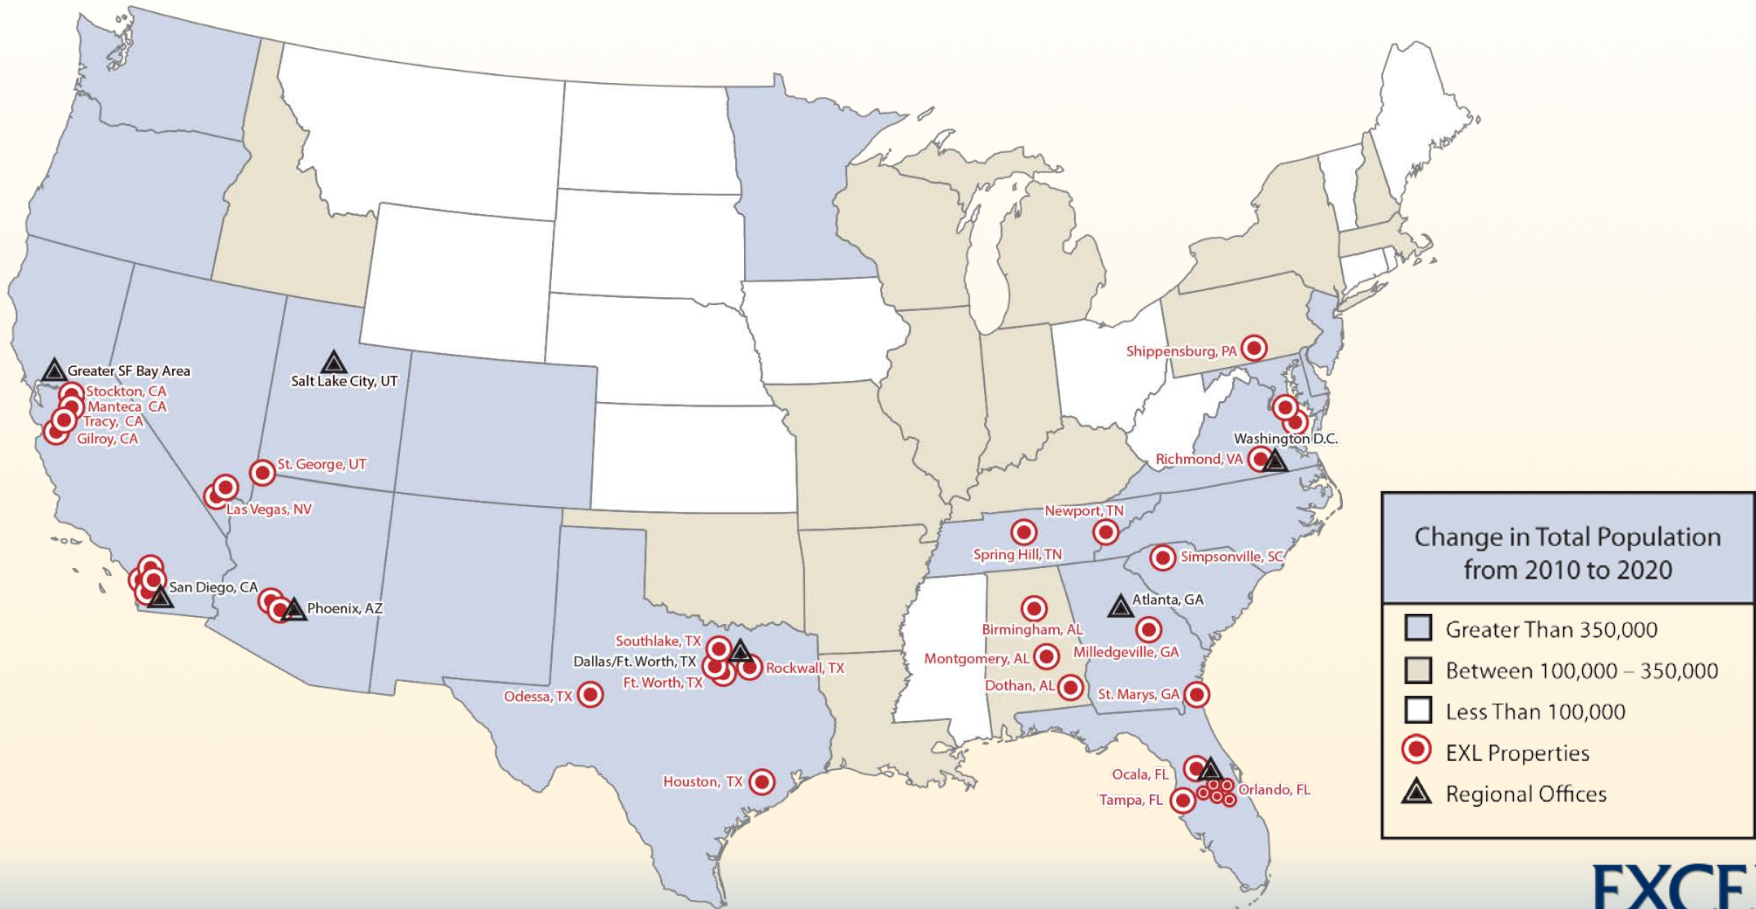 Greater SF Bay Area
Stockton, CA
Manteca CA
Tracy, CA
Gilroy, CA
Salt Lake City, UT
St. George, UT
Las Vegas, NV
San Diego, CA
Phoenix, AZ
Southlake, TX
Dallas/Ft. Worth, TX
Ft. Worth, TX
Rockwall, TX
Odessa, TX
Houston, TX
Shippensburg, PA
Washington D.C.
Richmond, VA
Newport, TN
Spring Hill, TN
Simpsonville, SC
Atlanta, GA
Birmingham, AL
Milledgeville, GA
Montgomery, AL
Dothan, AL
St. Marys, GA
Ocala, FL
Orlando, FL
Tampa, FL
Change in Total Population
from 2010 to 2020
Greater Than 350,000
Between 100,000 – 350,000
Less Than 100,000
EXL Properties
Regional Offices